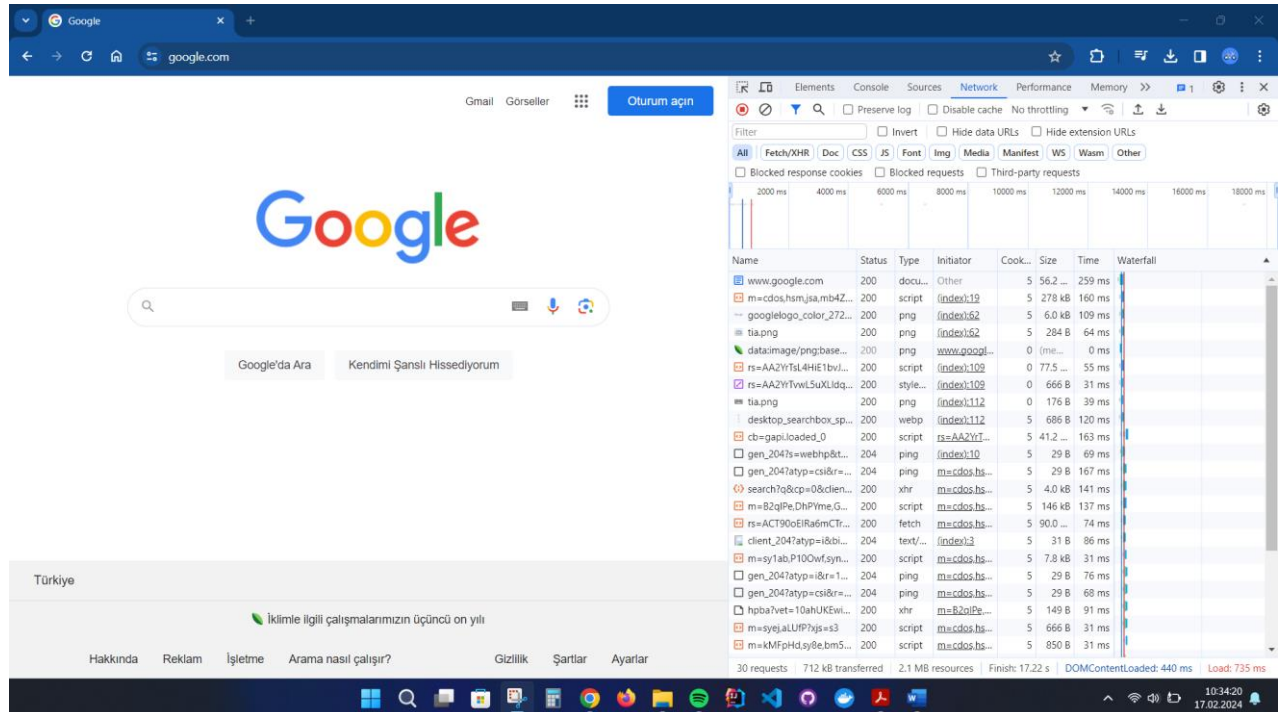 Google
google.com
Gmail Görseller Oturum açın
Google
Google'da Ara Kendimi Şanslı Hissediyorum
Türkiye
İklimle ilgili çalışmalarımızın üçüncü on yılı
Hakkında Reklam İşletme Arama nasıl çalışır? Gizlilik Şartlar Ayarlar
Elements Console Sources Network Performance Memory 1
Preserve log Disable cache No throttling
Filter Invert Hide data URLs Hide extension URLs
All Fetch/XHR Doc CSS JS Font Img Media Manifest WS Wasm Other
Blocked response cookies Blocked requests Third-party requests
2000 ms 4000 ms 6000 ms 8000 ms 10000 ms 12000 ms 14000 ms 16000 ms 18000 ms
Name Status Type Initiator Cook... Size Time Waterfall
www.google.com 200 docu... Other 5 56.2 ... 259 ms
m=cdos,hsm,jsa,mb4Z... 200 script (index):19 5 278 kB 160 ms
googlelogo_color_272... 200 png (index):62 5 6.0 kB 109 ms
tia.png 200 png (index):62 5 284 B 64 ms
data:image/png;base... 200 png www.googl... 0 (me... 0 ms
rs=AA2YrTsL4HiE1bvJ... 200 script (index):109 0 77.5 ... 55 ms
rs=AA2YrTvwL5uXLldq... 200 style... (index):109 0 666 B 31 ms
tia.png 200 png (index):112 0 176 B 39 ms
desktop_searchbox_sp... 200 webp (index):112 5 686 B 120 ms
cb=gapi.loaded_0 200 script rs=AA2YrT... 5 41.2 ... 163 ms
gen_204?s=webhp&t... 204 ping (index):10 5 29 B 69 ms
gen_204?atyp=csi&r=... 204 ping m=cdos,hs... 5 29 B 167 ms
search?q&cp=0&clien... 200 xhr m=cdos,hs... 5 4.0 kB 141 ms
m=B2qlPe,DhPYme,G... 200 script m=cdos,hs... 5 146 kB 137 ms
rs=ACT90oElRa6mCTr... 200 fetch m=cdos,hs... 5 90.0 ... 74 ms
client_204?atyp=i&bi... 204 text/... (index):3 5 31 B 86 ms
m=sy1ab,P10Owf,syn... 200 script m=cdos,hs... 5 7.8 kB 31 ms
gen_204?atyp=i&r=1... 204 ping m=cdos,hs... 5 29 B 76 ms
gen_204?atyp=csi&r=... 204 ping m=cdos,hs... 5 29 B 68 ms
hpba?vet=10ahUKEwi... 200 xhr m=B2qlPe,... 5 149 B 91 ms
m=syej,aLUfP?xjs=s3 200 script m=cdos,hs... 5 666 B 31 ms
m=kMFpHd,sy8e,bm5... 200 script m=cdos,hs... 5 850 B 31 ms
30 requests 712 kB transferred 2.1 MB resources Finish: 17.22 s DOMContentLoaded: 440 ms Load: 735 ms
10:34:20
17.02.2024